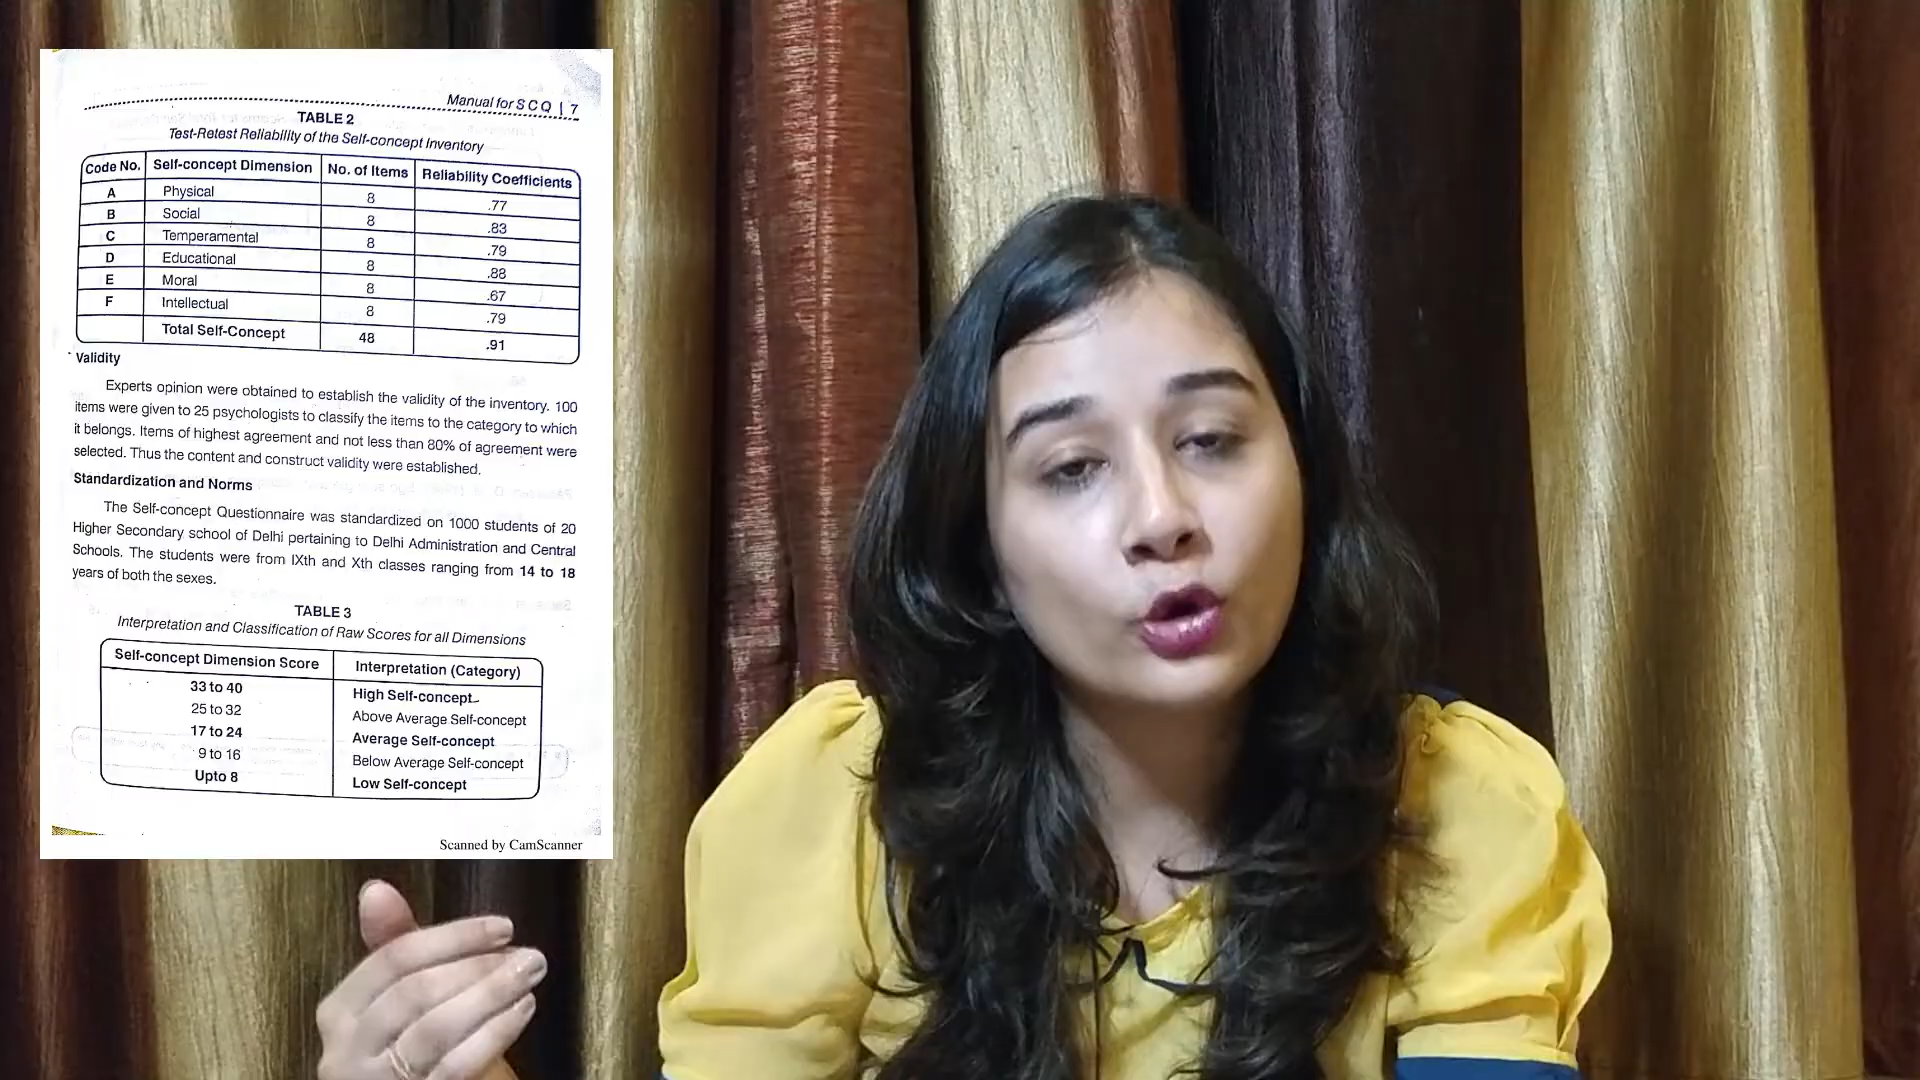 Manual for S C Q | 7
TABLE 2
Test-Retest Reliability of the Self-concept Inventory
Code No. Self-concept Dimension No. of Items Reliability Coefficients
A Physical 8 .77
B Social 8 .83
C Temperamental 8 .79
D Educational 8 .88
E Moral 8 .67
F Intellectual 8 .79
Total Self-Concept 48 .91
Validity
Experts opinion were obtained to establish the validity of the inventory. 100
items were given to 25 psychologists to classify the items to the category to which
it belongs. Items of highest agreement and not less than 80% of agreement were
selected. Thus the content and construct validity were established.
Standardization and Norms
The Self-concept Questionnaire was standardized on 1000 students of 20
Higher Secondary school of Delhi pertaining to Delhi Administration and Central
Schools. The students were from IXth and Xth classes ranging from 14 to 18
years of both the sexes.
TABLE 3
Interpretation and Classification of Raw Scores for all Dimensions
Self-concept Dimension Score Interpretation (Category)
33 to 40 High Self-concept
25 to 32 Above Average Self-concept
17 to 24 Average Self-concept
9 to 16 Below Average Self-concept
Upto 8 Low Self-concept
Scanned by CamScanner